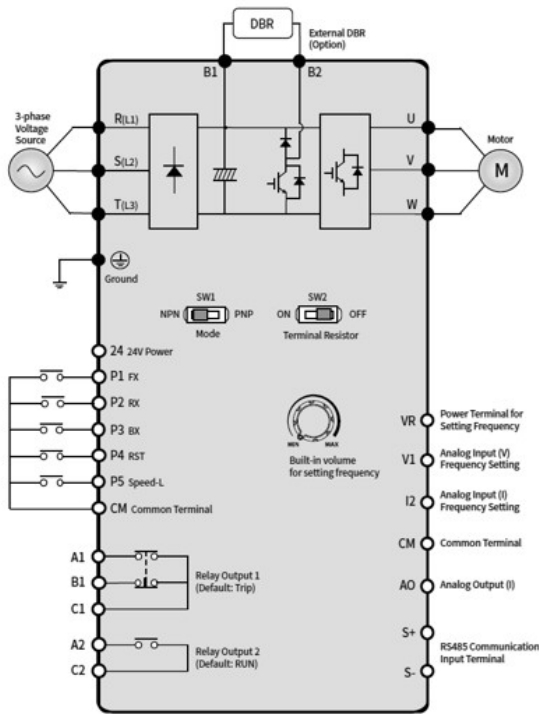 DBR
External DBR
(Option)
B1
B2
3-phase
Voltage
Source
R(L1)
S(L2)
T(L3)
U
V
W
Motor
M
Ground
SW1
NPN
PNP
Mode
SW2
ON
OFF
Terminal Resistor
24 24V Power
P1 FX
P2 RX
P3 BX
P4 RST
P5 Speed-L
CM Common Terminal
MIN
MAX
Built-in volume
for setting frequency
VR
Power Terminal for
Setting Frequency
V1
Analog Input (V)
Frequency Setting
I2
Analog Input (I)
Frequency Setting
CM
Common Terminal
AO
Analog Output (I)
S+
S-
RS485 Communication
Input Terminal
A1
B1
C1
Relay Output 1
(Default: Trip)
A2
C2
Relay Output 2
(Default: RUN)